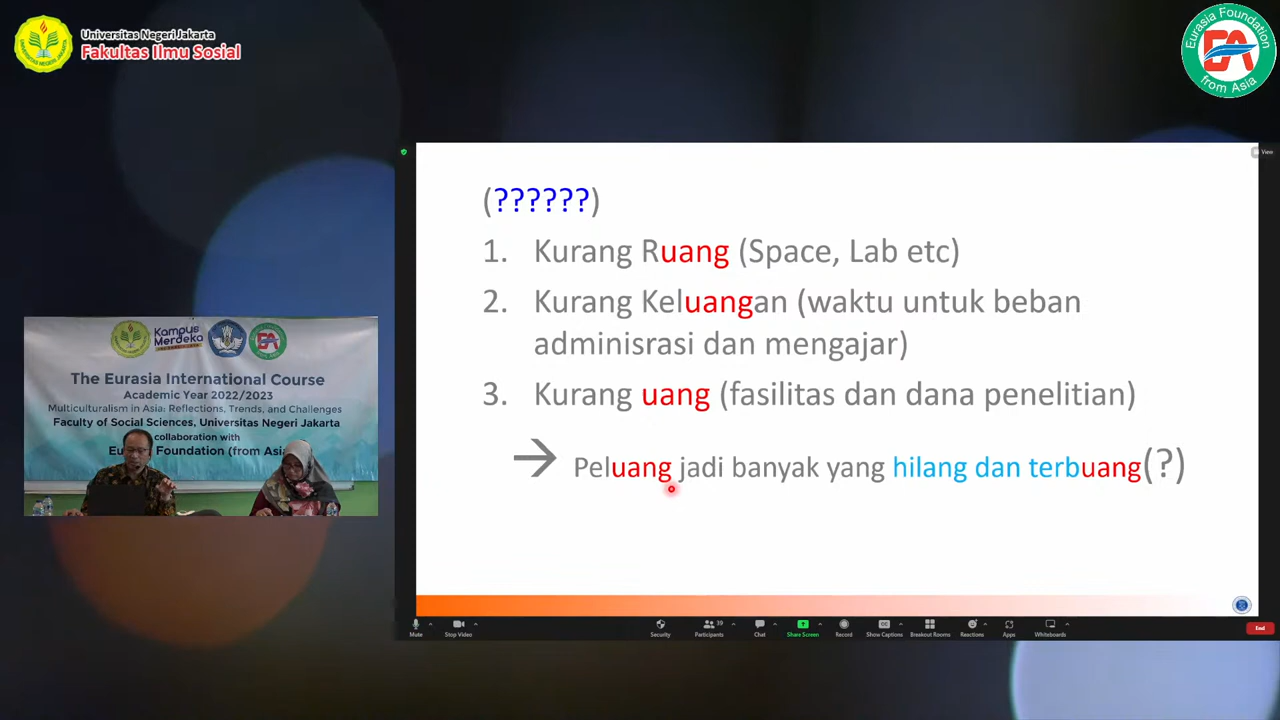 Universitas Negeri Jakarta
Fakultas Ilmu Sosial
Eurasia Foundation
EA
from Asia
View
(??????)
1. Kurang Ruang (Space, Lab etc)
2. Kurang Keluangan (waktu untuk beban
adminisrasi dan mengajar)
3. Kurang uang (fasilitas dan dana penelitian)
→ Peluang jadi banyak yang hilang dan terbuang(?)
Kampus
Merdeka
The Eurasia International Course
Academic Year 2022/2023
Multiculturalism in Asia: Reflections, Trends, and Challenges
Faculty of Social Sciences, Universitas Negeri Jakarta
collaboration with
Foundation (from Asia
Mute
Stop Video
Security
39
Participants
Chat
Share Screen
Record
Show Captions
Breakout Rooms
Reactions
Apps
Whiteboards
End